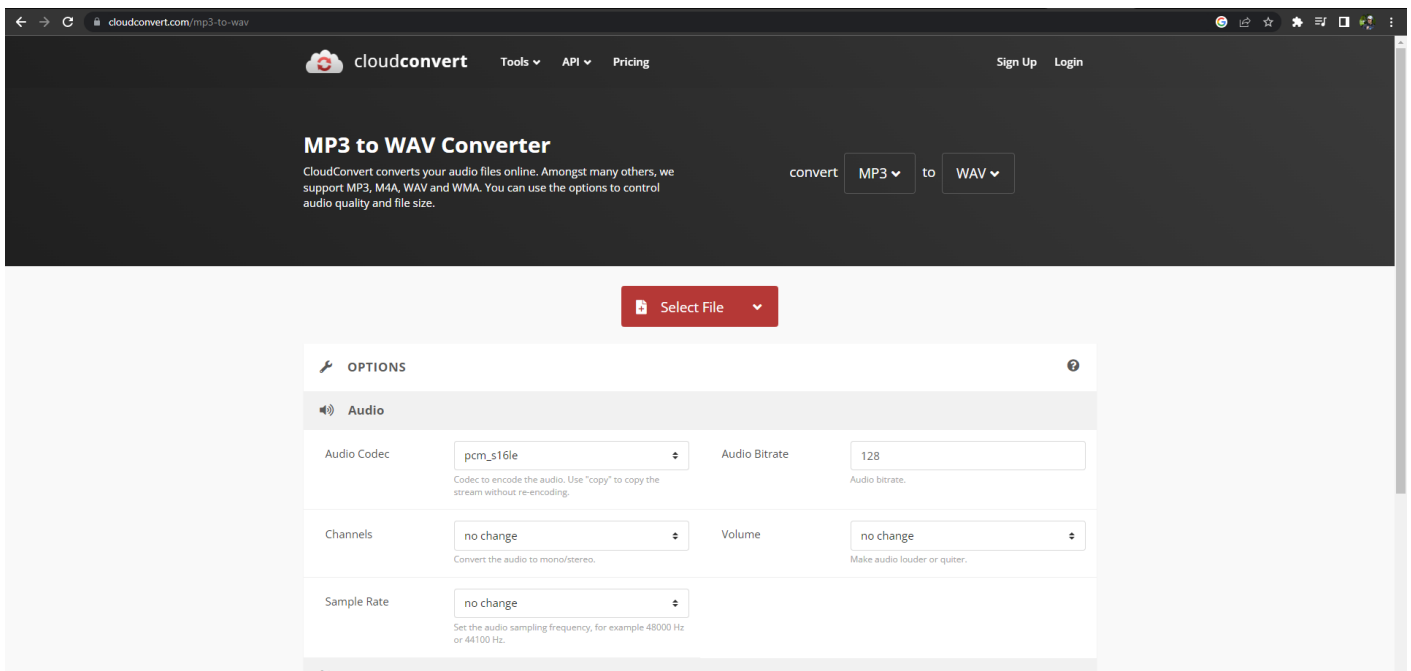 cloudconvert.com/mp3-to-wav
cloudconvert Tools API Pricing Sign Up Login
MP3 to WAV Converter
CloudConvert converts your audio files online. Amongst many others, we
support MP3, M4A, WAV and WMA. You can use the options to control
audio quality and file size.
convert MP3 to WAV
Select File
OPTIONS
Audio
Audio Codec pcm_s16le Audio Bitrate 128
Codec to encode the audio. Use "copy" to copy the Audio bitrate.
stream without re-encoding.
Channels no change Volume no change
Convert the audio to mono/stereo. Make audio louder or quiter.
Sample Rate no change
Set the audio sampling frequency, for example 48000 Hz
or 44100 Hz.